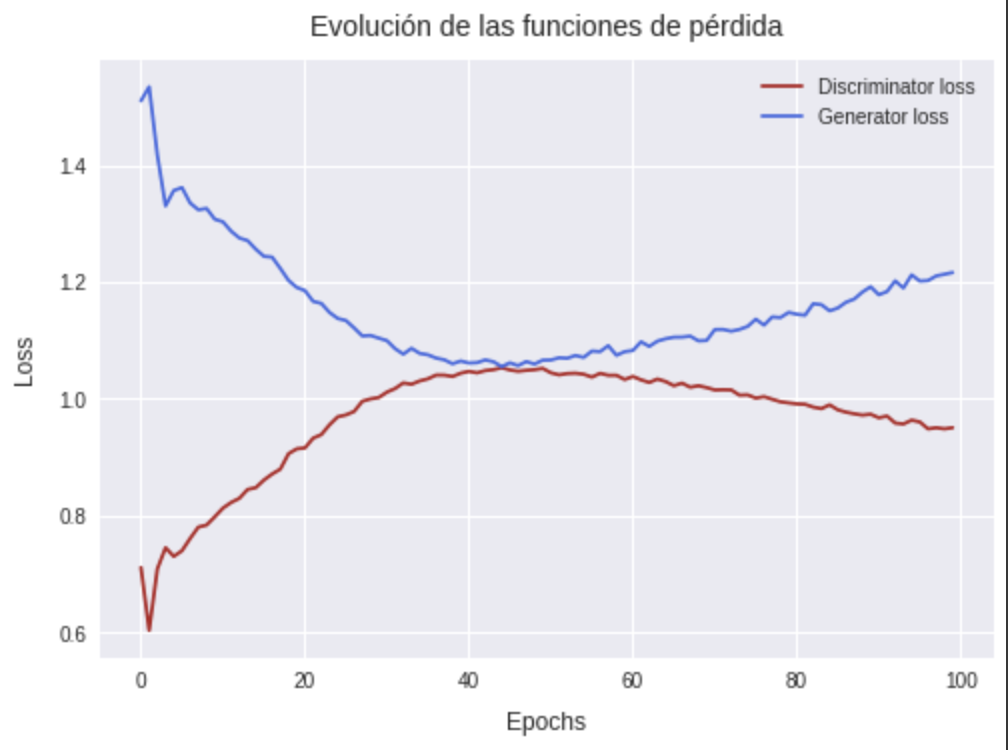 Evolución de las funciones de pérdida
Discriminator loss
Generator loss
1.4
1.2
1.0
0.8
0.6
Loss
0 20 40 60 80 100
Epochs